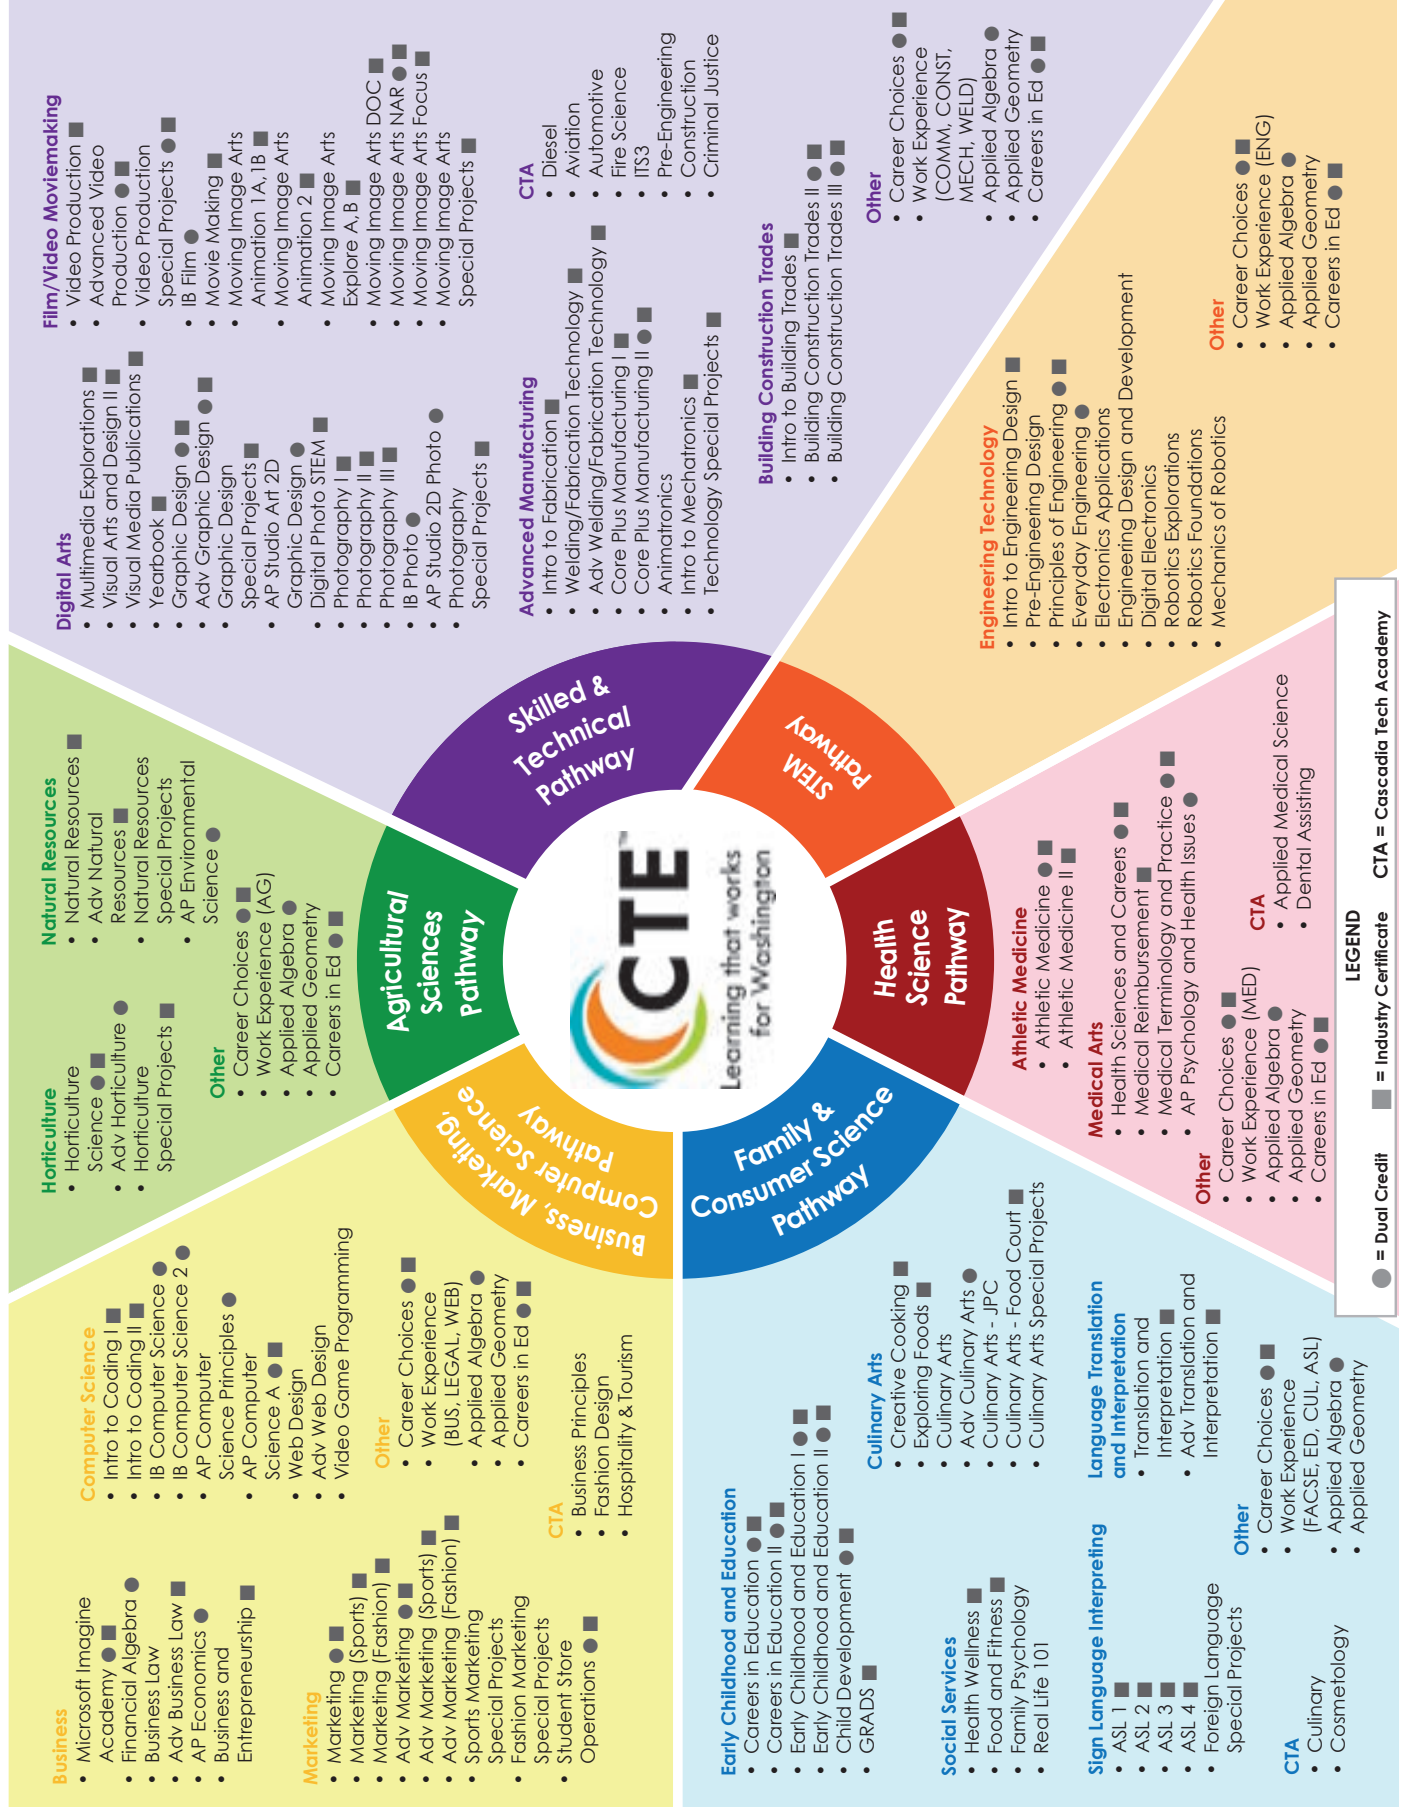 Business
• Microsoft Imagine
Academy ● ■
• Financial Algebra ●
• Business Law
• Adv Business Law ■
• AP Economics ●
• Business and
Entrepreneurship ■
Marketing
• Marketing ● ■
• Marketing (Sports) ■
• Marketing (Fashion) ■
• Adv Marketing ● ■
• Adv Marketing (Sports) ■
• Adv Marketing (Fashion) ■
• Sports Marketing
Special Projects
• Fashion Marketing
Special Projects
• Student Store
Operations ● ■
Computer Science
• Intro to Coding I ■
• Intro to Coding II ■
• IB Computer Science ●
• IB Computer Science 2 ●
• AP Computer
Science Principles ●
• AP Computer
Science A ● ■
• Web Design
• Adv Web Design
• Video Game Programming
Other
• Career Choices ● ■
• Work Experience
(BUS, LEGAL, WEB)
• Applied Algebra ●
• Applied Geometry
• Careers in Ed ● ■
CTA
• Business Principles
• Fashion Design
• Hospitality & Tourism
Business, Marketing,
Computer Science
Pathway
Horticulture
• Horticulture
Science ● ■
• Adv Horticulture ●
• Horticulture
Special Projects ■
Natural Resources
• Natural Resources ■
• Adv Natural
Resources ■
• Natural Resources
Special Projects
• AP Environmental
Science ●
Other
• Career Choices ● ■
• Work Experience (AG)
• Applied Algebra ●
• Applied Geometry
• Careers in Ed ● ■
Agricultural
Sciences
Pathway
Digital Arts
• Multimedia Explorations ■
• Visual Arts and Design II ■
• Visual Media Publications ■
• Yearbook ■
• Graphic Design ● ■
• Adv Graphic Design ● ■
• Graphic Design
Special Projects ■
• AP Studio Art 2D
Graphic Design ●
• Digital Photo STEM ■
• Photography I ■
• Photography II ■
• Photography III ■
• IB Photo ●
• AP Studio 2D Photo ●
• Photography
Special Projects ■
Film/Video Moviemaking
• Video Production ■
• Advanced Video
Production ● ■
• Video Production
Special Projects ● ■
• IB Film ●
• Movie Making ■
• Moving Image Arts
Animation 1A,1B ■
• Moving Image Arts
Animation 2 ■
• Moving Image Arts
Explore A,B ■
• Moving Image Arts DOC ■
• Moving Image Arts NAR ● ■
• Moving Image Arts Focus ■
• Moving Image Arts
Special Projects ■
Advanced Manufacturing
• Intro to Fabrication ■
• Welding/Fabrication Technology ■
• Adv Welding/Fabrication Technology ■
• Core Plus Manufacturing I ■
• Core Plus Manufacturing II ● ■
• Animatronics
• Intro to Mechatronics ■
• Technology Special Projects ■
CTA
• Diesel
• Aviation
• Automotive
• Fire Science
• ITS3
• Pre-Engineering
• Construction
• Criminal Justice
Building Construction Trades
• Intro to Building Trades ■
• Building Construction Trades II ● ■
• Building Construction Trades III ● ■
Other
• Career Choices ● ■
• Work Experience
(COMM, CONST,
MECH, WELD)
• Applied Algebra ●
• Applied Geometry
• Careers in Ed ● ■
Skilled &
Technical
Pathway
CTE™
Learning that works
for Washington
STEM
Pathway
Engineering Technology
• Intro to Engineering Design ■
• Pre-Engineering Design
• Principles of Engineering ● ■
• Everyday Engineering ●
• Electronics Applications
• Engineering Design and Development
• Digital Electronics
• Robotics Explorations
• Robotics Foundations
• Mechanics of Robotics
Other
• Career Choices ● ■
• Work Experience (ENG)
• Applied Algebra ●
• Applied Geometry
• Careers in Ed ● ■
Health
Science
Pathway
Athletic Medicine
• Athletic Medicine ● ■
• Athletic Medicine II ■
Medical Arts
• Health Sciences and Careers ● ■
• Medical Reimbursement ■
• Medical Terminology and Practice ● ■
• AP Psychology and Health Issues ●
Other
• Career Choices ● ■
• Work Experience (MED)
• Applied Algebra ●
• Applied Geometry
• Careers in Ed ● ■
CTA
• Applied Medical Science
• Dental Assisting
Family &
Consumer Science
Pathway
Early Childhood and Education
• Careers in Education ● ■
• Careers in Education II ● ■
• Early Childhood and Education I ● ■
• Early Childhood and Education II ● ■
• Child Development ● ■
• GRADS ■
Culinary Arts
• Creative Cooking ■
• Exploring Foods ■
• Culinary Arts
• Adv Culinary Arts ●
• Culinary Arts - JPC
• Culinary Arts - Food Court ■
• Culinary Arts Special Projects
Social Services
• Health Wellness ■
• Food and Fitness ■
• Family Psychology
• Real Life 101
Sign Language Interpreting
• ASL 1 ■
• ASL 2 ■
• ASL 3 ■
• ASL 4 ■
• Foreign Language
Special Projects
Language Translation
and Interpretation
• Translation and
Interpretation ■
• Adv Translation and
Interpretation ■
CTA
• Culinary
• Cosmetology
Other
• Career Choices ● ■
• Work Experience
(FACSE, ED, CUL, ASL)
• Applied Algebra ●
• Applied Geometry
LEGEND
● = Dual Credit ■ = Industry Certificate CTA = Cascadia Tech Academy